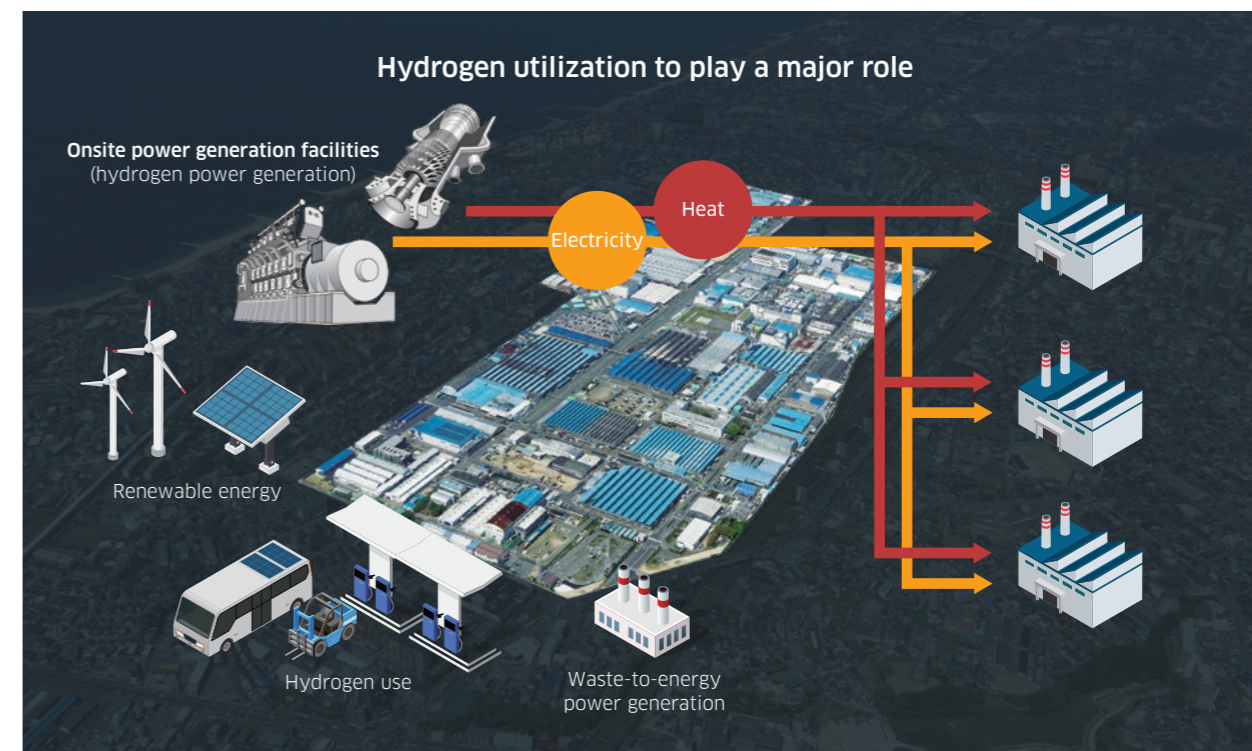 Hydrogen utilization to play a major role
Onsite power generation facilities
(hydrogen power generation)
Heat
Electricity
Renewable energy
Hydrogen use
Waste-to-energy
power generation